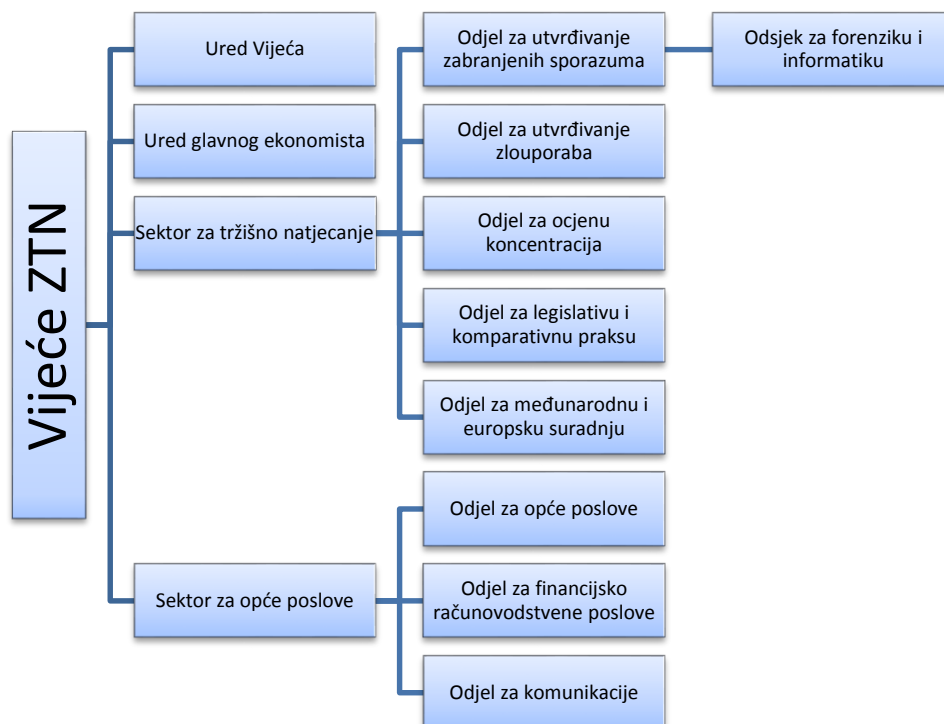 Vijeće ZTN
Ured Vijeća
Ured glavnog ekonomista
Sektor za tržišno natjecanje
Odjel za utvrđivanje
zabranjenih sporazuma
Odsjek za forenziku i
informatiku
Odjel za utvrđivanje
zlouporaba
Odjel za ocjenu
koncentracija
Odjel za legislativu i
komparativnu praksu
Odjel za međunarodnu i
europsku suradnju
Sektor za opće poslove
Odjel za opće poslove
Odjel za financijsko
računovodstvene poslove
Odjel za komunikacije